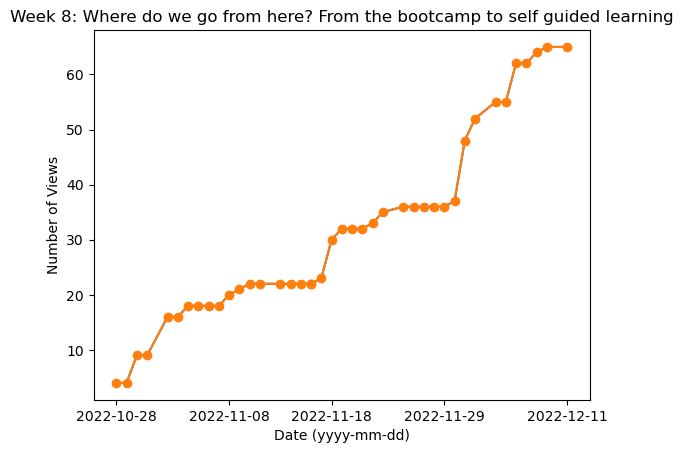 Week 8: Where do we go from here? From the bootcamp to self guided learning
60
50
40
30
20
10
Number of Views
2022-10-28 2022-11-08 2022-11-18 2022-11-29 2022-12-11
Date (yyyy-mm-dd)